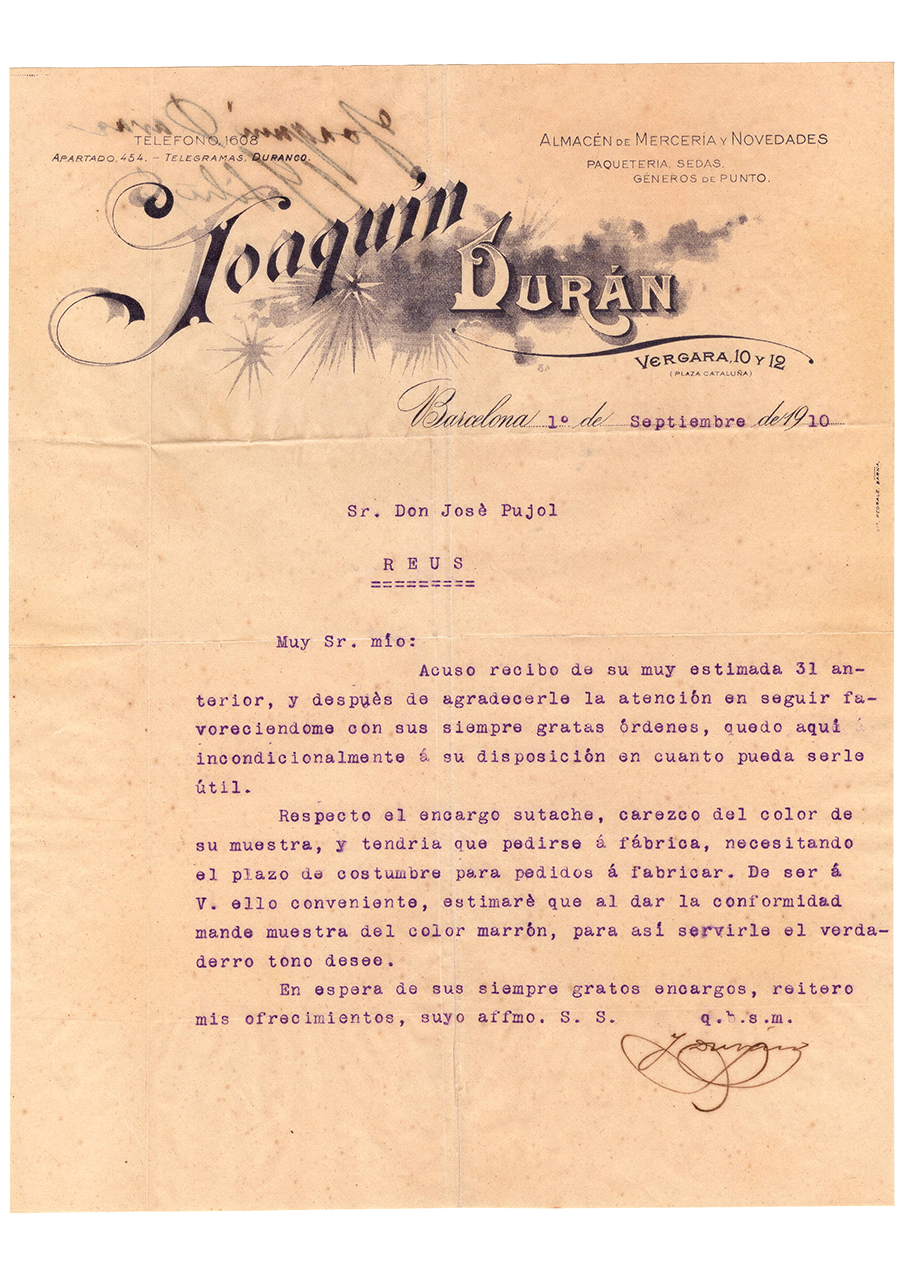 TELÉFONO, 1608
APARTADO, 454. – TELEGRAMAS, DURANCO.
ALMACÉN DE MERCERÍA Y NOVEDADES
PAQUETERIA, SEDAS,
GÉNEROS DE PUNTO.
Joaquín
DURÁN
VERGARA, 10 Y 12
(PLAZA CATALUÑA)
Barcelona 1º de Septiembre de 1910
Sr. Don Josè Pujol
R E U S
=========
Muy Sr. mío:
Acuso recibo de su muy estimada 31 an-
terior, y despuès de agradecerle la atención en seguir fa-
voreciendome con sus siempre gratas órdenes, quedo aquí á
incondicionalmente á su disposición en cuanto pueda serle
útil.
Respecto el encargo sutache, carezco del color de
su muestra, y tendria que pedirse á fábrica, necesitando
el plazo de costumbre para pedidos á fabricar. De ser á
V. ello conveniente, estimarè que al dar la conformidad
mande muestra del color marrón, para así servirle el verda-
derro tono desee.
En espera de sus siempre gratos encargos, reitero
mis ofrecimientos, suyo affmo. S. S. q.b.s.m.
J Durán